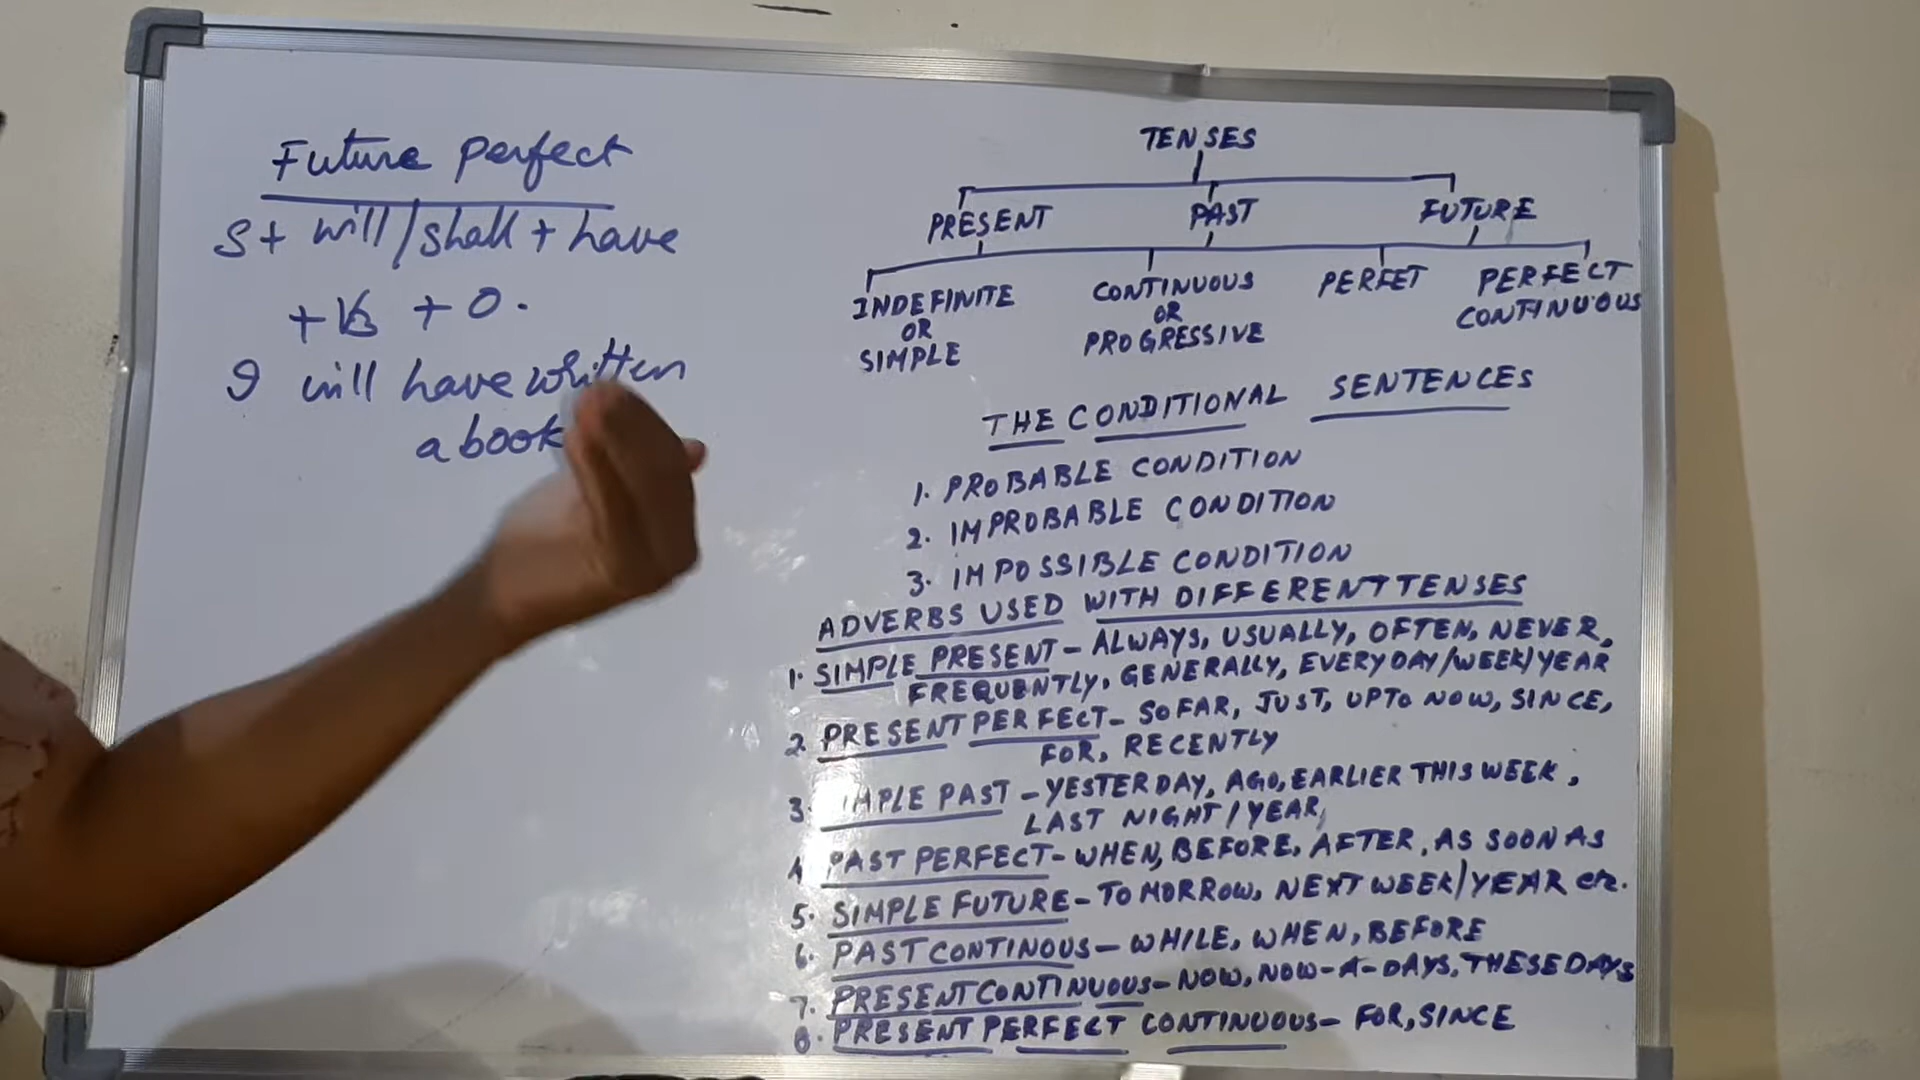 Future perfect
S+ will/shall + have
+V3 + O.
I will have written
a book
TENSES
PRESENT PAST FUTURE
INDEFINITE OR SIMPLE
CONTINUOUS OR PROGRESSIVE
PERFET
PERFECT CONTINUOUS
THE CONDITIONAL SENTENCES
1. PROBABLE CONDITION
2. IMPROBABLE CONDITION
3. IMPOSSIBLE CONDITION
ADVERBS USED WITH DIFFERENT TENSES
1. SIMPLE PRESENT - ALWAYS, USUALLY, OFTEN, NEVER,
FREQUENTLY, GENERALLY, EVERYDAY/WEEK/YEAR
2. PRESENT PERFECT - SO FAR, JUST, UPTO NOW, SINCE,
FOR, RECENTLY
3. IMPLE PAST - YESTERDAY, AGO, EARLIER THIS WEEK,
LAST NIGHT/YEAR,
4 PAST PERFECT - WHEN, BEFORE, AFTER, AS SOON AS
5. SIMPLE FUTURE - TOMORROW, NEXT WEEK/YEAR etc.
6. PAST CONTINOUS - WHILE, WHEN, BEFORE
7. PRESENT CONTINUOUS - NOW, NOW-A-DAYS, THESE DAYS
8. PRESENT PERFECT CONTINUOUS - FOR, SINCE